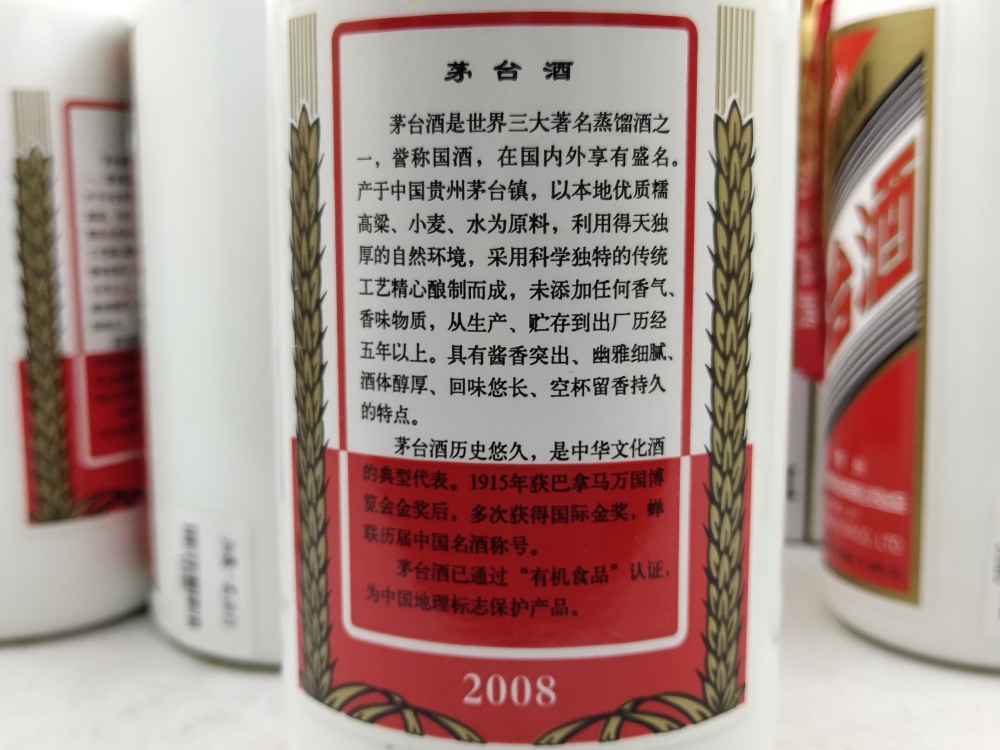 茅台酒
茅台酒是世界三大著名蒸馏酒之
一，誉称国酒，在国内外享有盛名。
产于中国贵州茅台镇，以本地优质糯
高粱、小麦、水为原料，利用得天独
厚的自然环境，采用科学独特的传统
工艺精心酿制而成，未添加任何香气、
香味物质，从生产、贮存到出厂历经
五年以上。具有酱香突出、幽雅细腻、
酒体醇厚、回味悠长、空杯留香持久
的特点。
茅台酒历史悠久，是中华文化酒
的典型代表。1915年获巴拿马万国博
览会金奖后，多次获得国际金奖，蝉
联历届中国名酒称号。
茅台酒已通过“有机食品”认证，
为中国地理标志保护产品。
2008
台酒